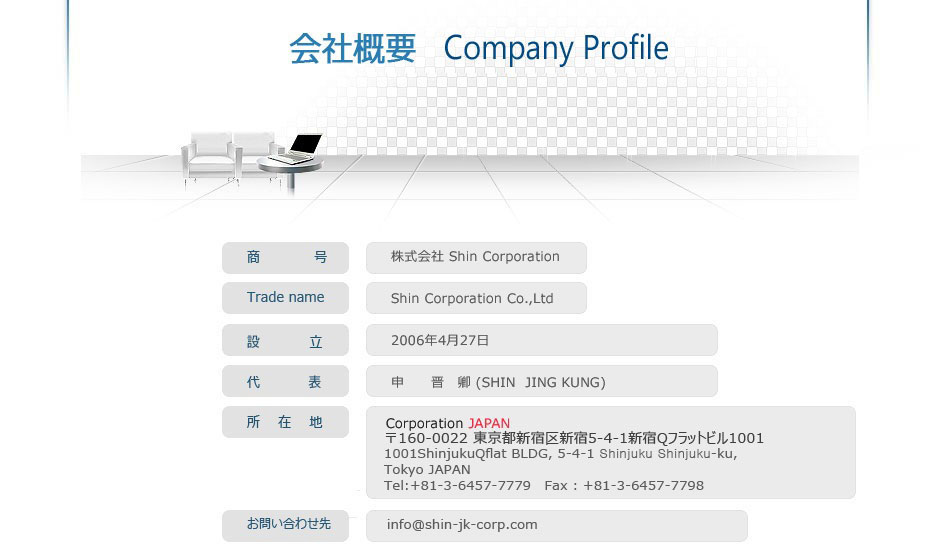 会社概要 Company Profile
商 号 株式会社 Shin Corporation
Trade name Shin Corporation Co.,Ltd
設 立 2006年4月27日
代 表 申 晋 卿 (SHIN JING KUNG)
所 在 地 Corporation JAPAN
〒160-0022 東京都新宿区新宿5-4-1新宿Qフラットビル1001
1001ShinjukuQflat BLDG, 5-4-1 Shinjuku Shinjuku-ku,
Tokyo JAPAN
Tel:+81-3-6457-7779 Fax : +81-3-6457-7798
お問い合わせ先 info@shin-jk-corp.com